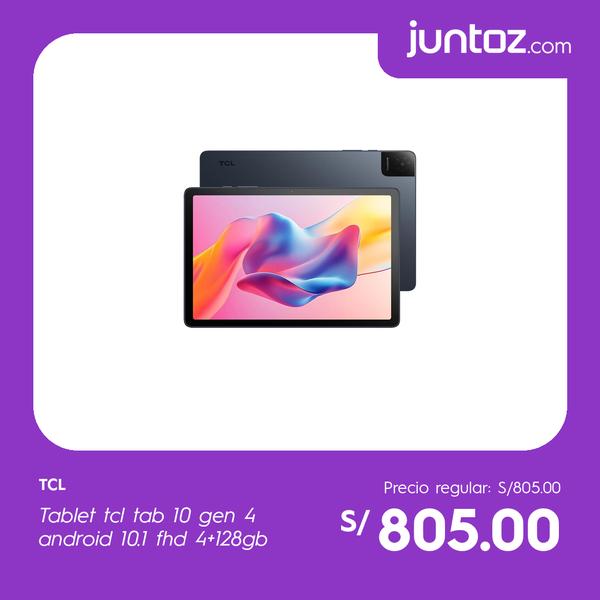 juntoz.com
TCL
TCL
Tablet tcl tab 10 gen 4
android 10.1 fhd 4+128gb
Precio regular: S/805.00
S/ 805.00